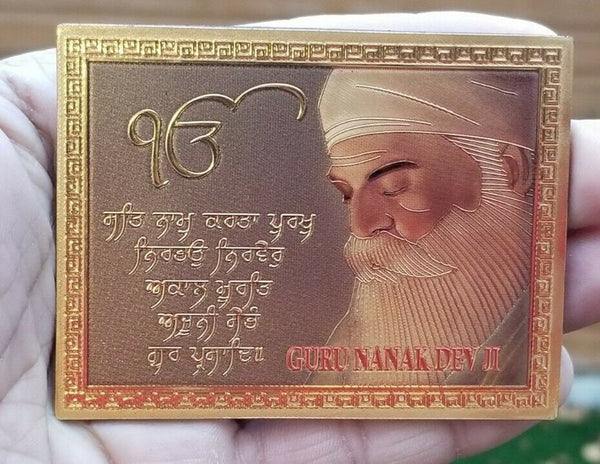 ੴ
ਸਤਿ ਨਾਮੁ ਕਰਤਾ ਪੁਰਖੁ
ਨਿਰਭਉ ਨਿਰਵੈਰੁ
ਅਕਾਲ ਮੂਰਤਿ
ਅਜੂਨੀ ਸੈਭੰ
ਗੁਰ ਪ੍ਰਸਾਦਿ॥
GURU NANAK DEV JI